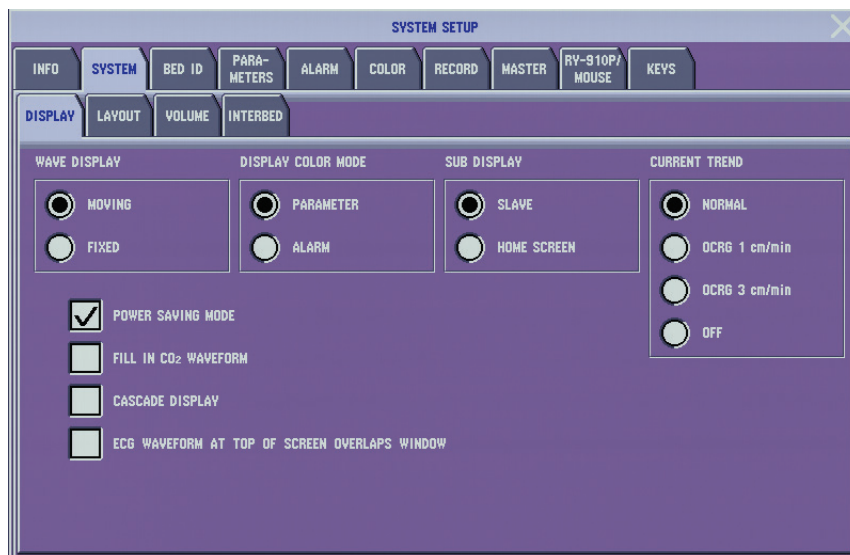 SYSTEM SETUP
INFO SYSTEM BED ID PARA-METERS ALARM COLOR RECORD MASTER RY-910P/MOUSE KEYS
DISPLAY LAYOUT VOLUME INTERBED
WAVE DISPLAY DISPLAY COLOR MODE SUB DISPLAY CURRENT TREND
MOVING PARAMETER SLAVE NORMAL
FIXED ALARM HOME SCREEN OCRG 1 cm/min
OCRG 3 cm/min
POWER SAVING MODE
OFF
FILL IN CO₂ WAVEFORM
CASCADE DISPLAY
ECG WAVEFORM AT TOP OF SCREEN OVERLAPS WINDOW